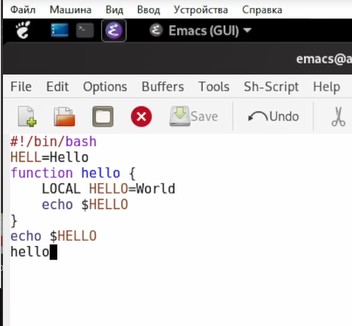 Файл Машина Вид Ввод Устройства Справка
Emacs (GUI)
emacs@a
File Edit Options Buffers Tools Sh-Script Help
Save Undo
#!/bin/bash
HELL=Hello
function hello {
    LOCAL HELLO=World
    echo $HELLO
}
echo $HELLO
hello